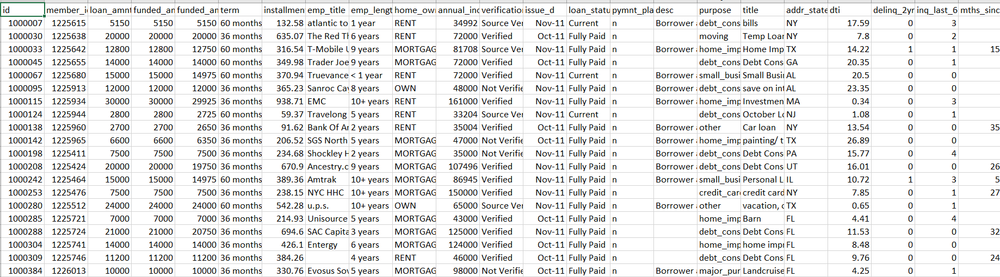 id member_i loan_amnt funded_an funded_an term installmen emp_title emp_lengt home_own annual_inc verification issue_d loan_statu pymnt_pla desc purpose title addr_state dti delinq_2yr inq_last_6 mths_sinc
1000007 1225615 5150 5150 5150 60 months 132.58 atlantic to 1 year RENT 34992 Source Ver Nov-11 Current n Borrower debt_cons bills NY 17.59 0 3
1000030 1225638 20000 20000 20000 36 months 635.07 The Red Th 6 years RENT 72000 Verified Oct-11 Fully Paid n moving Temp Loar NY 7.8 0 2
1000033 1225642 12800 12800 12750 60 months 316.54 T-Mobile U 9 years MORTGAG 81708 Source Ver Nov-11 Fully Paid n Borrower home_imp Home Imp TX 14.22 1 1 15
1000045 1225655 14000 14000 14000 60 months 349.98 Trader Joe 9 years MORTGAG 72000 Verified Oct-11 Fully Paid n debt_cons Debt Cons GA 20.35 0 1
1000067 1225680 15000 15000 14975 60 months 370.94 Truevance < 1 year RENT 72000 Verified Nov-11 Current n Borrower small_busi Small Busi AL 20.5 0 0
1000095 1225913 12000 12000 12000 36 months 365.23 Sanroc Cay 8 years OWN 48000 Not Verifie Nov-11 Fully Paid n Borrower debt_cons save on int AL 23.35 0 0
1000115 1225934 30000 30000 29925 36 months 938.71 EMC 10+ years RENT 161000 Verified Nov-11 Fully Paid n Borrower home_imp Investmen MA 0.34 0 3
1000124 1225944 2800 2800 2725 60 months 59.37 Travelong 5 years RENT 33204 Source Ver Nov-11 Current n debt_cons October Lo NJ 1.08 0 1
1000138 1225960 2700 2700 2650 36 months 91.62 Bank Of Ar 2 years RENT 35004 Verified Oct-11 Fully Paid n Borrower other Car loan NY 13.54 0 0 35
1000142 1225965 6600 6600 6350 36 months 206.52 SGS North 5 years MORTGAG 47000 Not Verifie Oct-11 Fully Paid n Borrower home_imp painting/ t TX 26.89 0 0
1000198 1225411 7500 7500 7500 36 months 234.68 Shockley H 2 years MORTGAG 35000 Not Verifie Nov-11 Fully Paid n Borrower debt_cons Debt Cons PA 15.77 0 4
1000208 1225424 20000 20000 19750 36 months 670.9 Ancestry.c 9 years MORTGAG 107496 Verified Nov-11 Fully Paid n Borrower debt_cons Debt Cons UT 16.01 0 0 26
1000242 1225464 15000 15000 14975 60 months 389.36 Amtrak 10+ years MORTGAG 86945 Verified Nov-11 Fully Paid n Borrower small_busi Personal L IL 10.72 1 3 5
1000253 1225476 7500 7500 7500 36 months 238.15 NYC HHC 10+ years MORTGAG 150000 Verified Nov-11 Fully Paid n credit_car credit card NY 7.85 0 1 27
1000280 1225512 24000 24000 24000 60 months 542.28 u.p.s. 10+ years OWN 65000 Source Ver Nov-11 Fully Paid n Borrower other vacation, c TX 0.65 0 1
1000285 1225721 7000 7000 7000 36 months 214.93 Unisource 5 years MORTGAG 43000 Verified Oct-11 Fully Paid n home_imp Barn FL 4.41 0 4
1000288 1225724 21000 21000 20750 36 months 694.6 SAC Capita 3 years MORTGAG 125000 Verified Nov-11 Fully Paid n debt_cons Debt Cons FL 11.53 0 0 32
1000304 1225741 14000 14000 14000 36 months 426.1 Entergy 6 years MORTGAG 124000 Verified Oct-11 Fully Paid n home_imp home impr FL 8.48 0 0
1000309 1225746 11200 11200 11200 36 months 384.26 4 years RENT 46000 Verified Oct-11 Fully Paid n debt_cons Debt Cons FL 9.76 0 0 24
1000384 1226013 10000 10000 10000 36 months 330.76 Evosus Sov 5 years MORTGAG 98000 Not Verifie Oct-11 Fully Paid n Borrower major_pur Landcruise FL 4.25 0 1